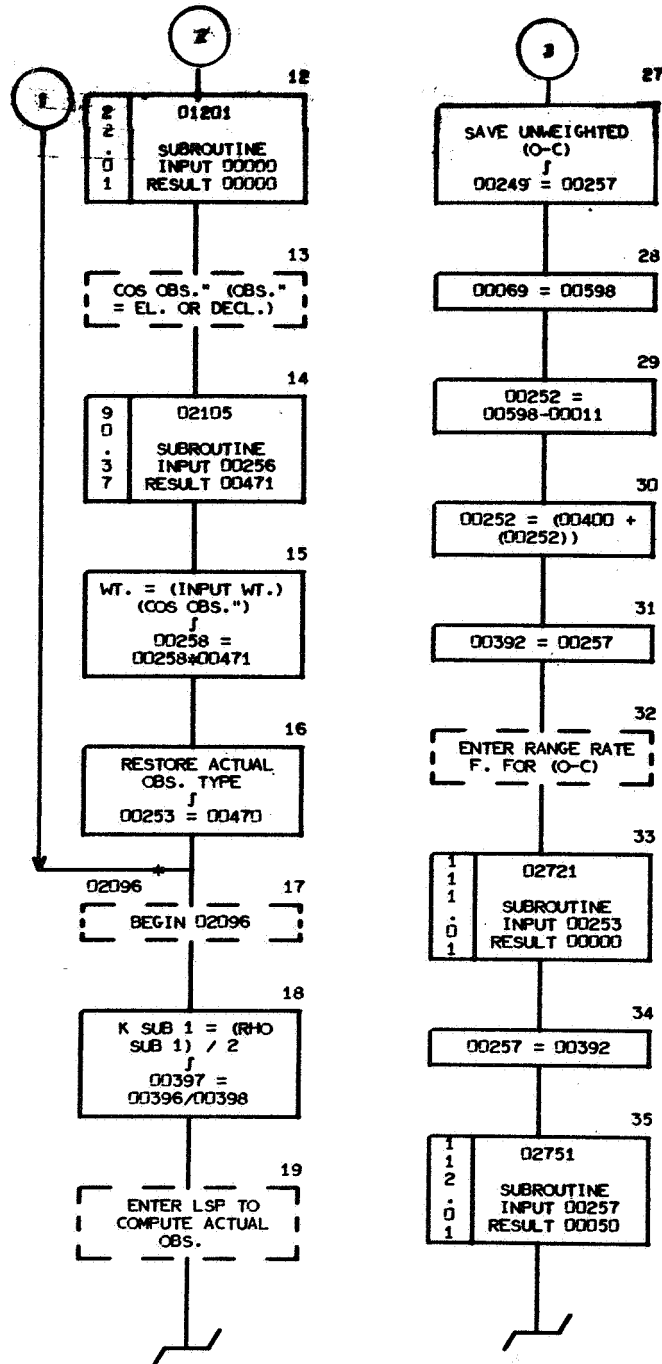 2
1
12
2
2
.
0
1
01201
SUBROUTINE
INPUT 00000
RESULT 00000
13
COS OBS." (OBS."
= EL. OR DECL.)
14
9
0
.
3
7
02105
SUBROUTINE
INPUT 00256
RESULT 00471
15
WT. = (INPUT WT.)
(COS OBS.")
∫
00258 =
00258*00471
16
RESTORE ACTUAL
OBS. TYPE
∫
00253 = 00470
*
02096
17
BEGIN 02096
18
K SUB 1 = (RHO
SUB 1) / 2
∫
00397 =
00396/00398
19
ENTER LSP TO
COMPUTE ACTUAL
OBS.
3
27
SAVE UNWEIGHTED
(O-C)
∫
00249 = 00257
28
00069 = 00598
29
00252 =
00598-00011
30
00252 = (00400 +
(00252))
31
00392 = 00257
32
ENTER RANGE RATE
F. FOR (O-C)
33
1
1
1
.
0
1
02721
SUBROUTINE
INPUT 00253
RESULT 00000
34
00257 = 00392
35
1
1
2
.
0
1
02751
SUBROUTINE
INPUT 00257
RESULT 00050